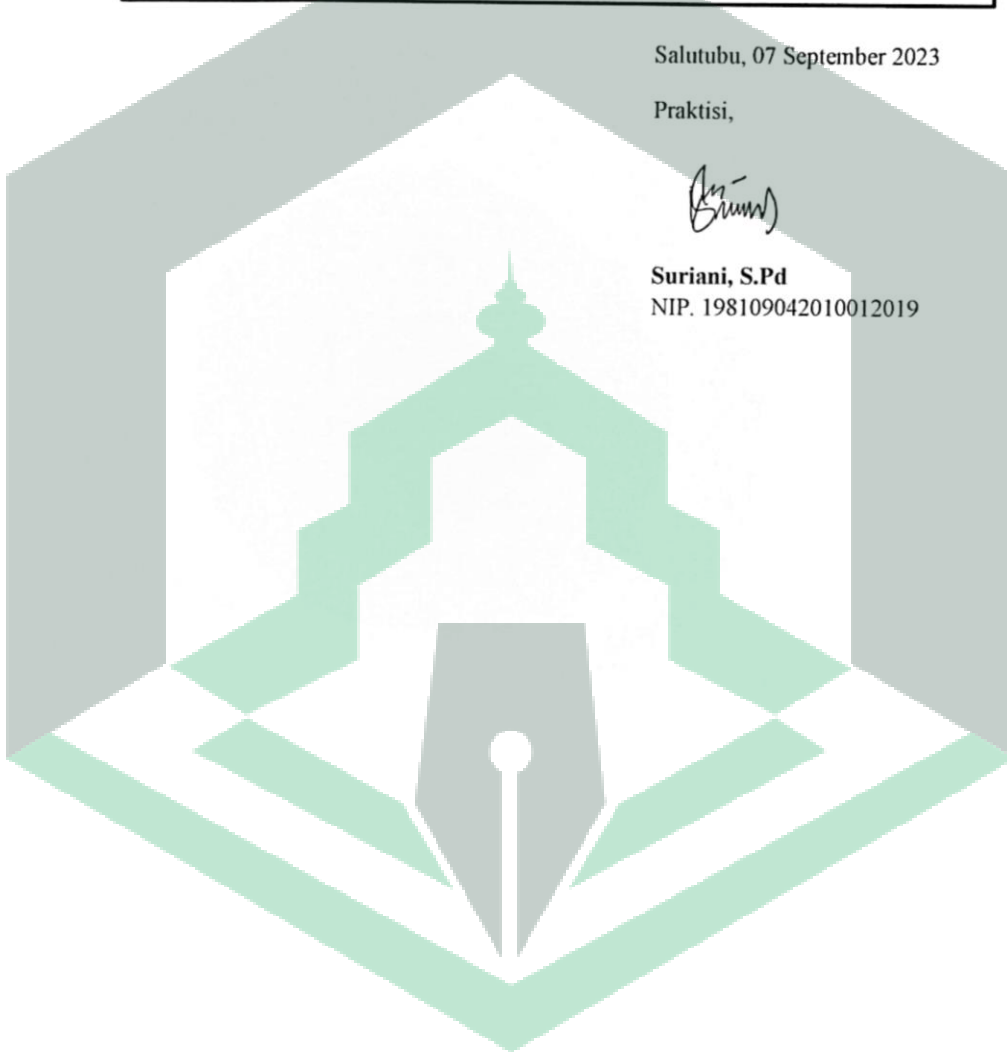 Salutubu, 07 September 2023
Praktisi,
Suriani, S.Pd
NIP. 198109042010012019